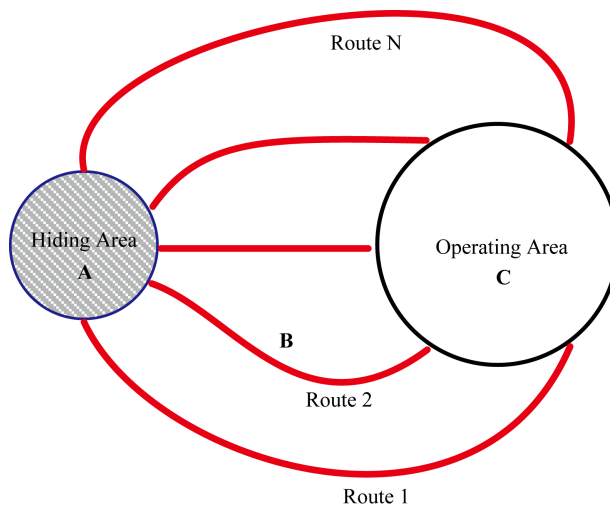 Route N
Hiding Area
A
Operating Area
C
B
Route 2
Route 1